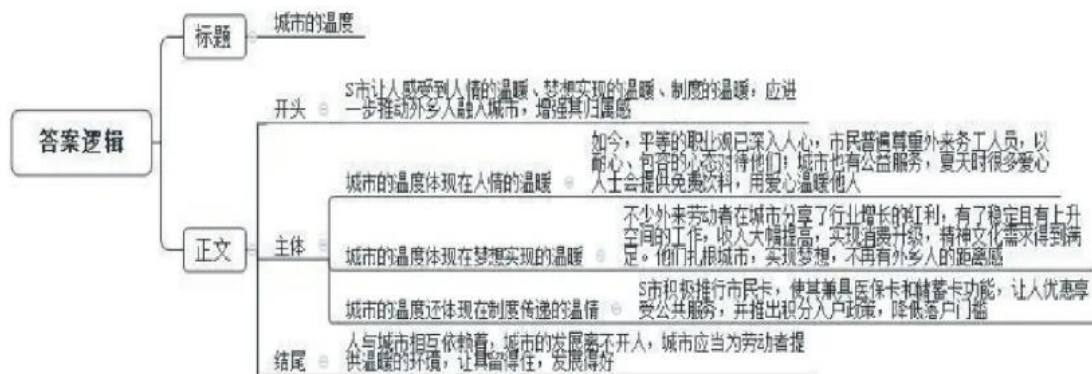 答案逻辑
标题
城市的温度
正文
开头
S市让人感受到人情的温暖、梦想实现的温暖、制度的温暖；应进
一步推动外乡人融入城市，增强其归属感
主体
城市的温度体现在人情的温暖
如今，平等的职业观已深入人心，市民普遍尊重外来务工人员，以
耐心、包容的心态对待他们；城市也有公益服务，夏天时很多爱心
人士会提供免费饮料，用爱心温暖他人
城市的温度体现在梦想实现的温暖
不少外来劳动者在城市分享了行业增长的红利，有了稳定且有上升
空间的工作，收入大幅提高，实现消费升级，精神文化需求得到满
足。他们扎根城市，实现梦想，不再有外乡人的距离感
城市的温度还体现在制度传递的温情
S市积极推行市民卡，使其兼具医保卡和储蓄卡功能，让人优惠享
受公共服务，并推出积分入户政策，降低落户门槛
结尾
人与城市相互依赖着，城市的发展离不开人，城市应当为劳动者提
供温暖的环境，让其留得住，发展得好